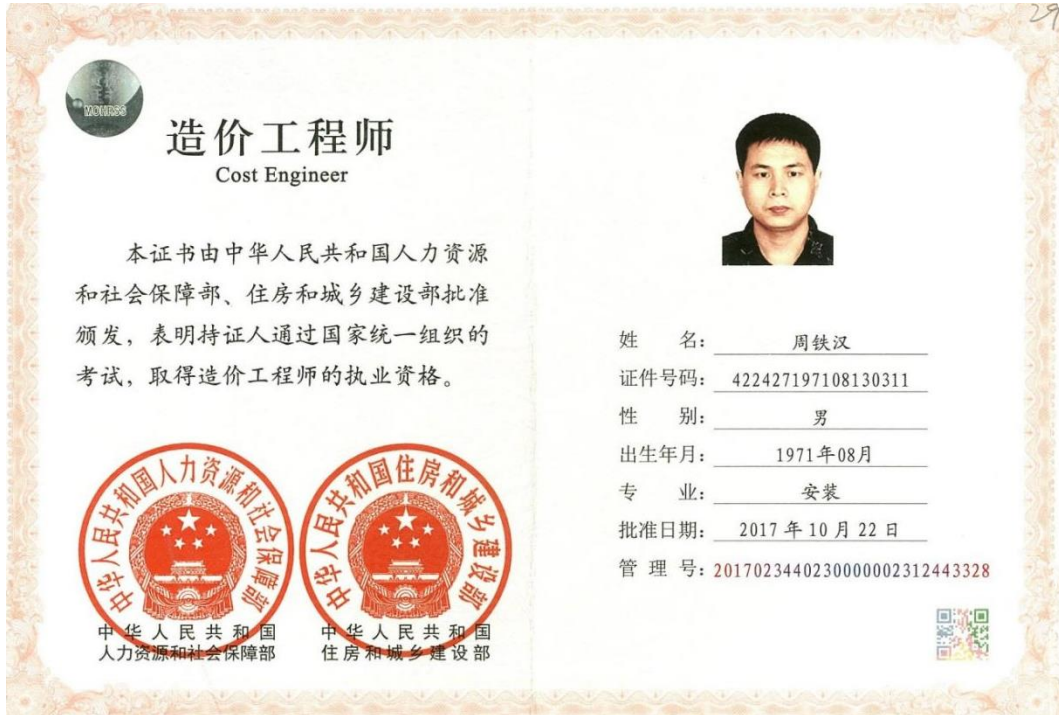 29
MOHRSS
造价工程师
Cost Engineer
本证书由中华人民共和国人力资源
和社会保障部、住房和城乡建设部批准
颁发，表明持证人通过国家统一组织的
考试，取得造价工程师的执业资格。
中华人民共和国人力资源和社会保障部
中华人民共和国住房和城乡建设部
中华人民共和国
人力资源和社会保障部
中华人民共和国
住房和城乡建设部
姓 名：周铁汉
证件号码：422427197108130311
性 别：男
出生年月：1971年08月
专 业：安装
批准日期：2017年10月22日
管 理 号：2017023440230000002312443328